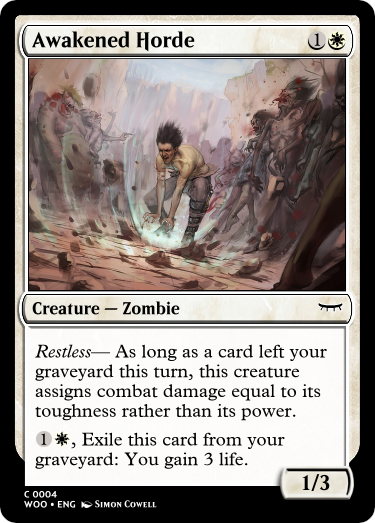 Awakened Horde 1
Creature — Zombie
Restless— As long as a card left your
graveyard this turn, this creature
assigns combat damage equal to its
toughness rather than its power.
1, Exile this card from your
graveyard: You gain 3 life.
1/3
C 0004
WOO • ENG Simon Cowell